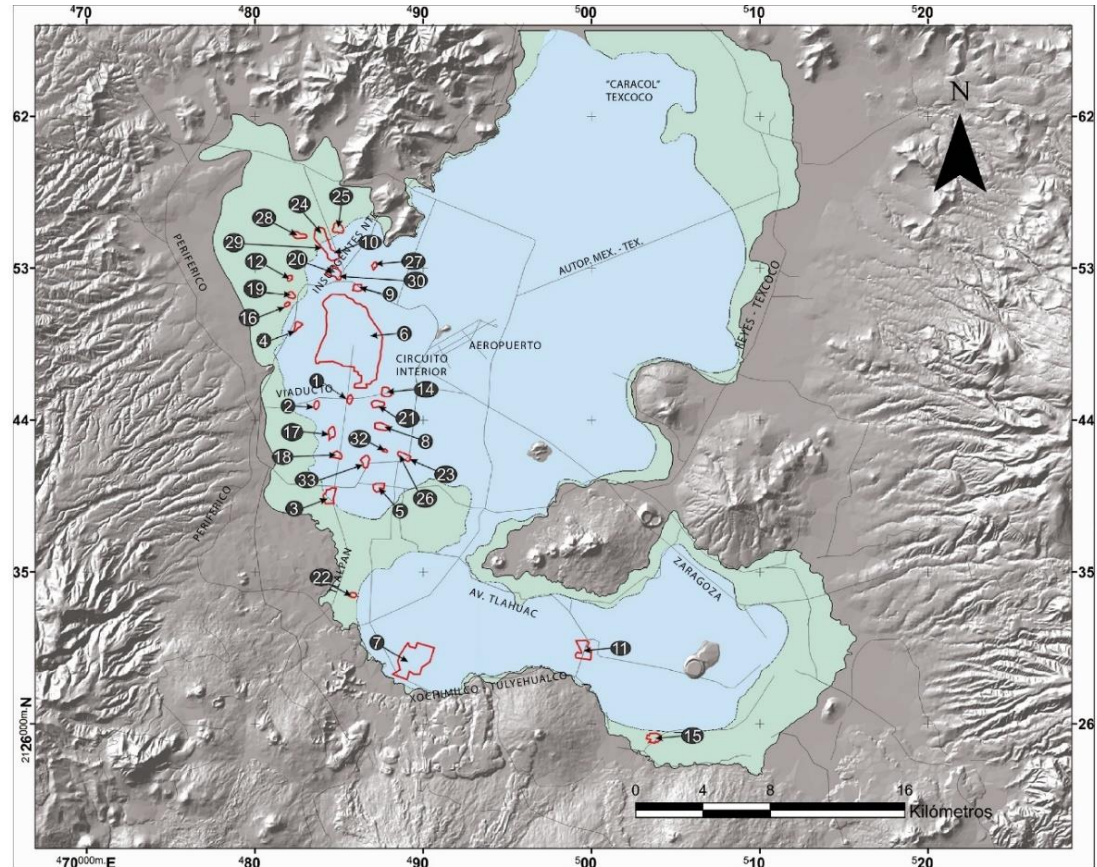 470 480 490 500 510 520
"CARACOL"
TEXCOCO
N
62 62
25
24
28
INSURGENTES NTE
29
10
PERIFERICO
AUTOP. MEX. - TEX.
20
27
12
53 53
30
19
9
16
REYES - TEXCOCO
4
6
AEROPUERTO
CIRCUITO
INTERIOR
1
VIADUCTO
14
2
44 44
21
17
32
8
18
23
33
26
3
5
PERIFERICO
35 35
22
TLALPAN
ZARAGOZA
AV. TLAHUAC
7
11
XOCHIMILCO - TULYEHUALCO
2126000m.N
26
15
0 4 8 16
Kilómetros
470000m.E 480 490 500 510 520